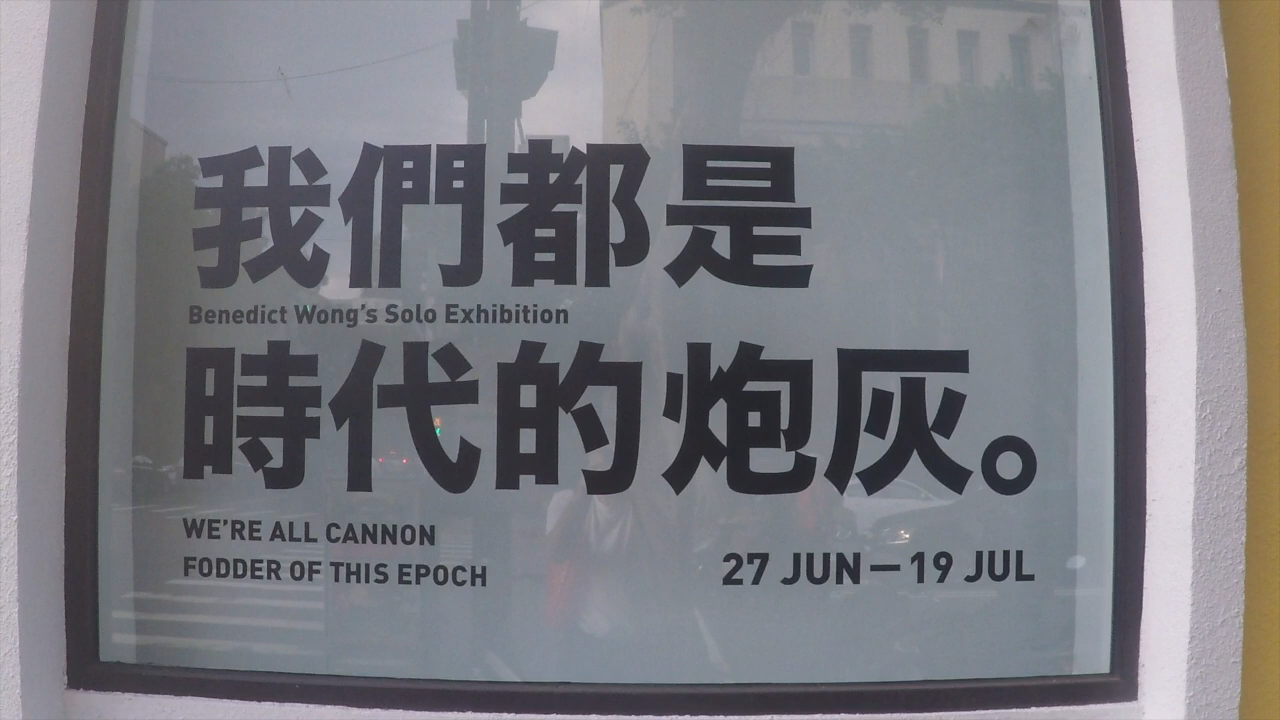 我們都是
Benedict Wong's Solo Exhibition
時代的炮灰。
WE'RE ALL CANNON
FODDER OF THIS EPOCH
27 JUN—19 JUL